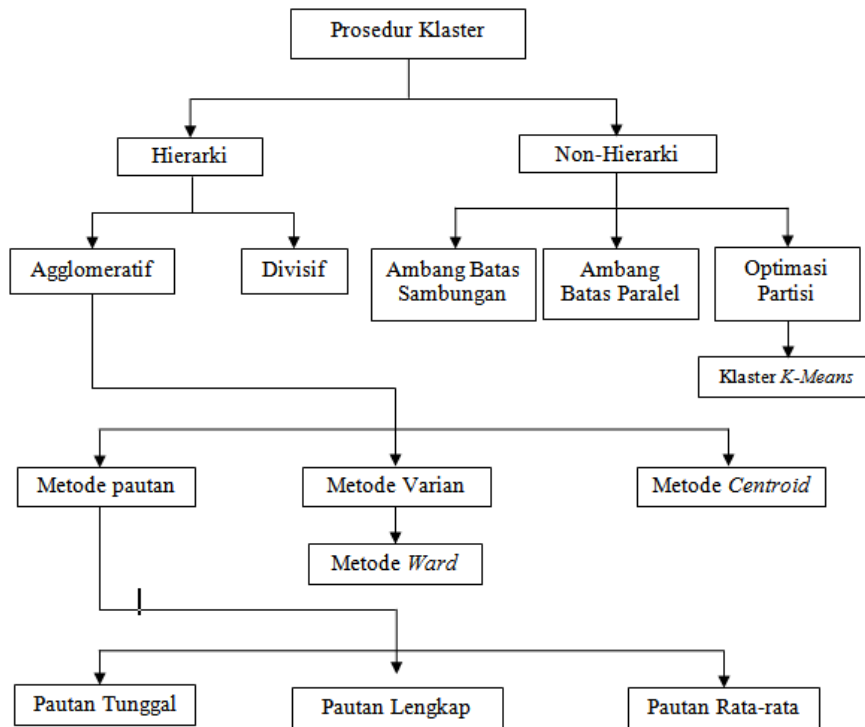 Prosedur Klaster
Hierarki
Non-Hierarki
Agglomeratif
Divisif
Ambang Batas
Sambungan
Ambang
Batas Paralel
Optimasi
Partisi
Klaster K-Means
Metode pautan
Metode Varian
Metode Centroid
Metode Ward
Pautan Tunggal
Pautan Lengkap
Pautan Rata-rata